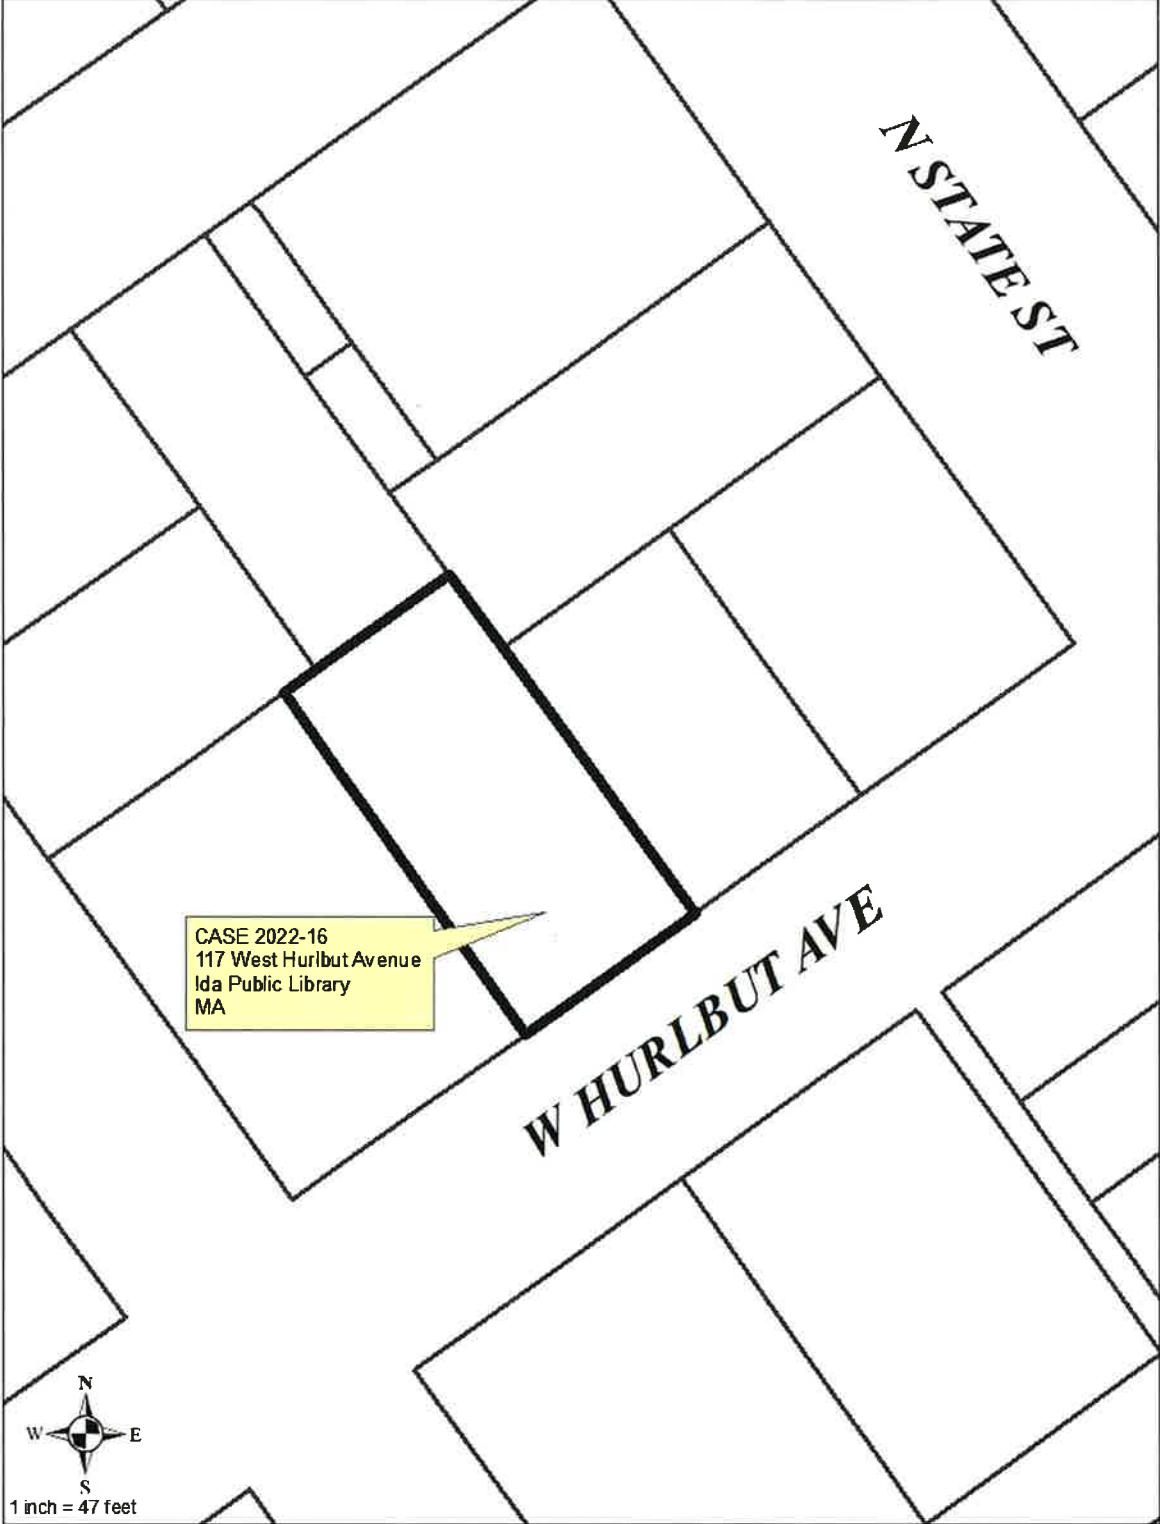 N STATE ST
CASE 2022-16
117 West Hurlbut Avenue
Ida Public Library
MA
W HURLBUT AVE
N
W E
S
1 inch = 47 feet